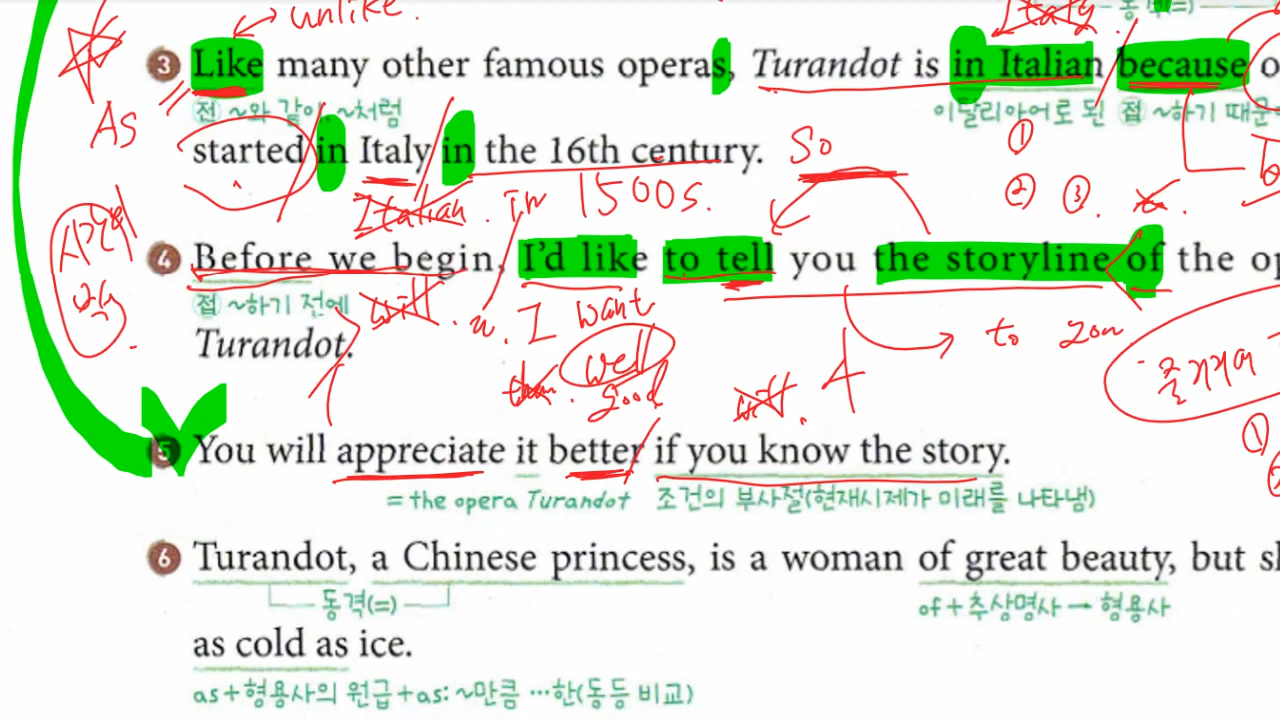 unlike.
Italy
3 Like many other famous operas, Turandot is in Italian because o
전 ~와 같이, ~처럼
이탈리아어로 된 접 ~하기 때문
As
started in Italy in the 16th century. So
①
② ③.
Italian. in 1500s.
4 Before we begin, I'd like to tell you the storyline of the op
접 ~하기 전에
will. I want
to you
Turandot.
well
good
will. A
즐거거
①
5 You will appreciate it better if you know the story.
= the opera Turandot 조건의 부사절(현재시제가 미래를 나타냄)
6 Turandot, a Chinese princess, is a woman of great beauty, but sh
동격(=)
of+추상명사→형용사
as cold as ice.
as+형용사의 원급+as: ~만큼 …한(동등 비교)